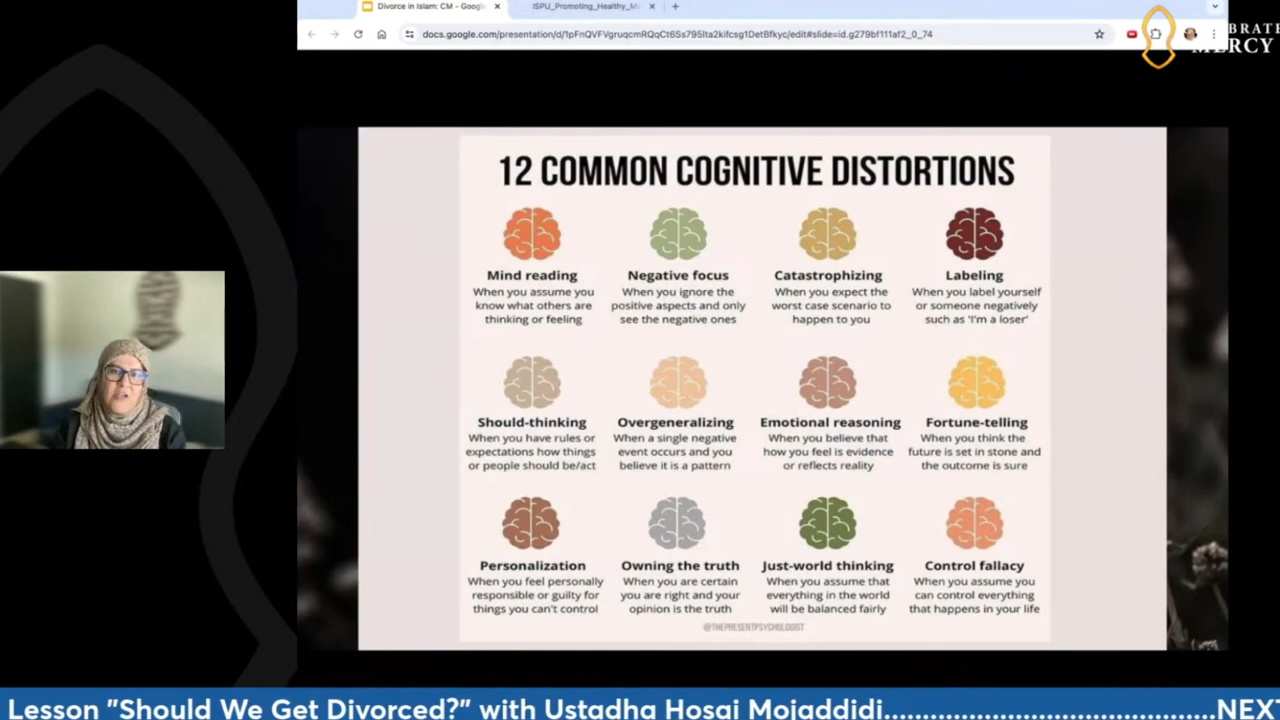 Divorce in Islam: CM - Google
ISPU_Promoting_Healthy_M
docs.google.com/presentation/d/1pFnQVFVgruqcmRQqCt6Ss795lta2kifcsg1DetBfkyc/edit#slide=id.g279bf111af2_0_74
BRATE
MERCY
12 COMMON COGNITIVE DISTORTIONS
Mind reading
When you assume you
know what others are
thinking or feeling
Negative focus
When you ignore the
positive aspects and only
see the negative ones
Catastrophizing
When you expect the
worst case scenario to
happen to you
Labeling
When you label yourself
or someone negatively
such as 'I'm a loser'
Should-thinking
When you have rules or
expectations how things
or people should be/act
Overgeneralizing
When a single negative
event occurs and you
believe it is a pattern
Emotional reasoning
When you believe that
how you feel is evidence
or reflects reality
Fortune-telling
When you think the
future is set in stone and
the outcome is sure
Personalization
When you feel personally
responsible or guilty for
things you can't control
Owning the truth
When you are certain
you are right and your
opinion is the truth
Just-world thinking
When you assume that
everything in the world
will be balanced fairly
Control fallacy
When you assume you
can control everything
that happens in your life
@THEPRESENTPSYCHOLOGIST
Lesson "Should We Get Divorced?" with Ustadha Hosai Mojaddidi.......................................................NEX